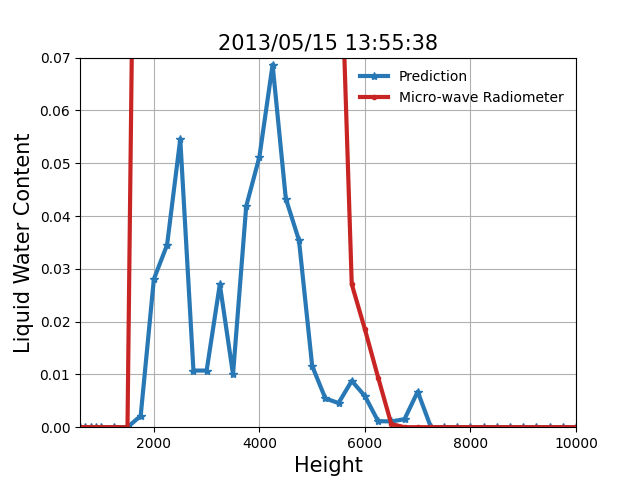 2013/05/15 13:55:38
0.07
0.06
0.05
0.04
0.03
0.02
0.01
0.00
Liquid Water Content
Prediction
Micro-wave Radiometer
2000 4000 6000 8000 10000
Height